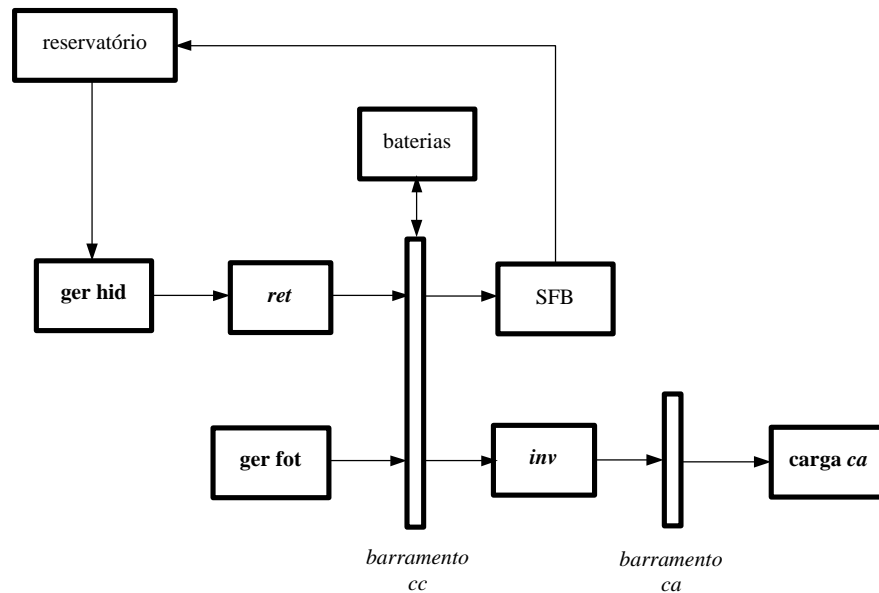 reservatório
baterias
ger hid
ret
SFB
ger fot
inv
carga ca
barramento
cc
barramento
ca